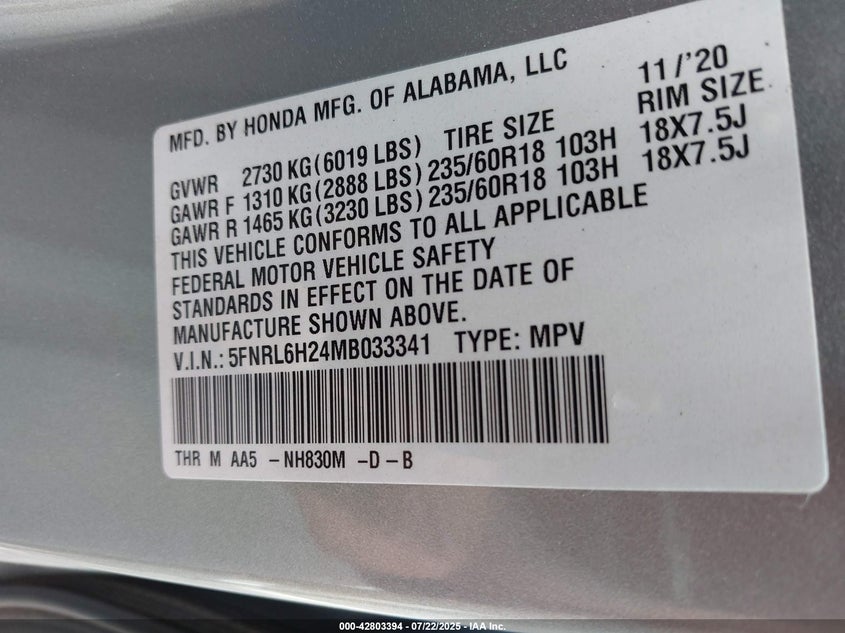 MFD. BY HONDA MFG. OF ALABAMA, LLC 11/'20
GVWR 2730 KG(6019 LBS) TIRE SIZE RIM SIZE
GAWR F 1310 KG(2888 LBS) 235/60R18 103H 18X7.5J
GAWR R 1465 KG(3230 LBS) 235/60R18 103H 18X7.5J
THIS VEHICLE CONFORMS TO ALL APPLICABLE
FEDERAL MOTOR VEHICLE SAFETY
STANDARDS IN EFFECT ON THE DATE OF
MANUFACTURE SHOWN ABOVE.
V.I.N.: 5FNRL6H24MB033341 TYPE: MPV
THR M AA5 -NH830M -D-B
000-42803394 - 07/22/2025 - IAA Inc.